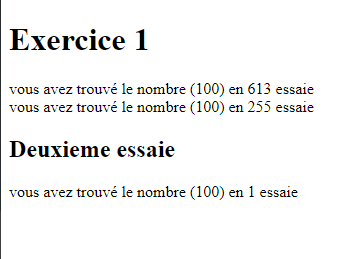 Exercice 1
vous avez trouvé le nombre (100) en 613 essaie
vous avez trouvé le nombre (100) en 255 essaie
Deuxieme essaie
vous avez trouvé le nombre (100) en 1 essaie